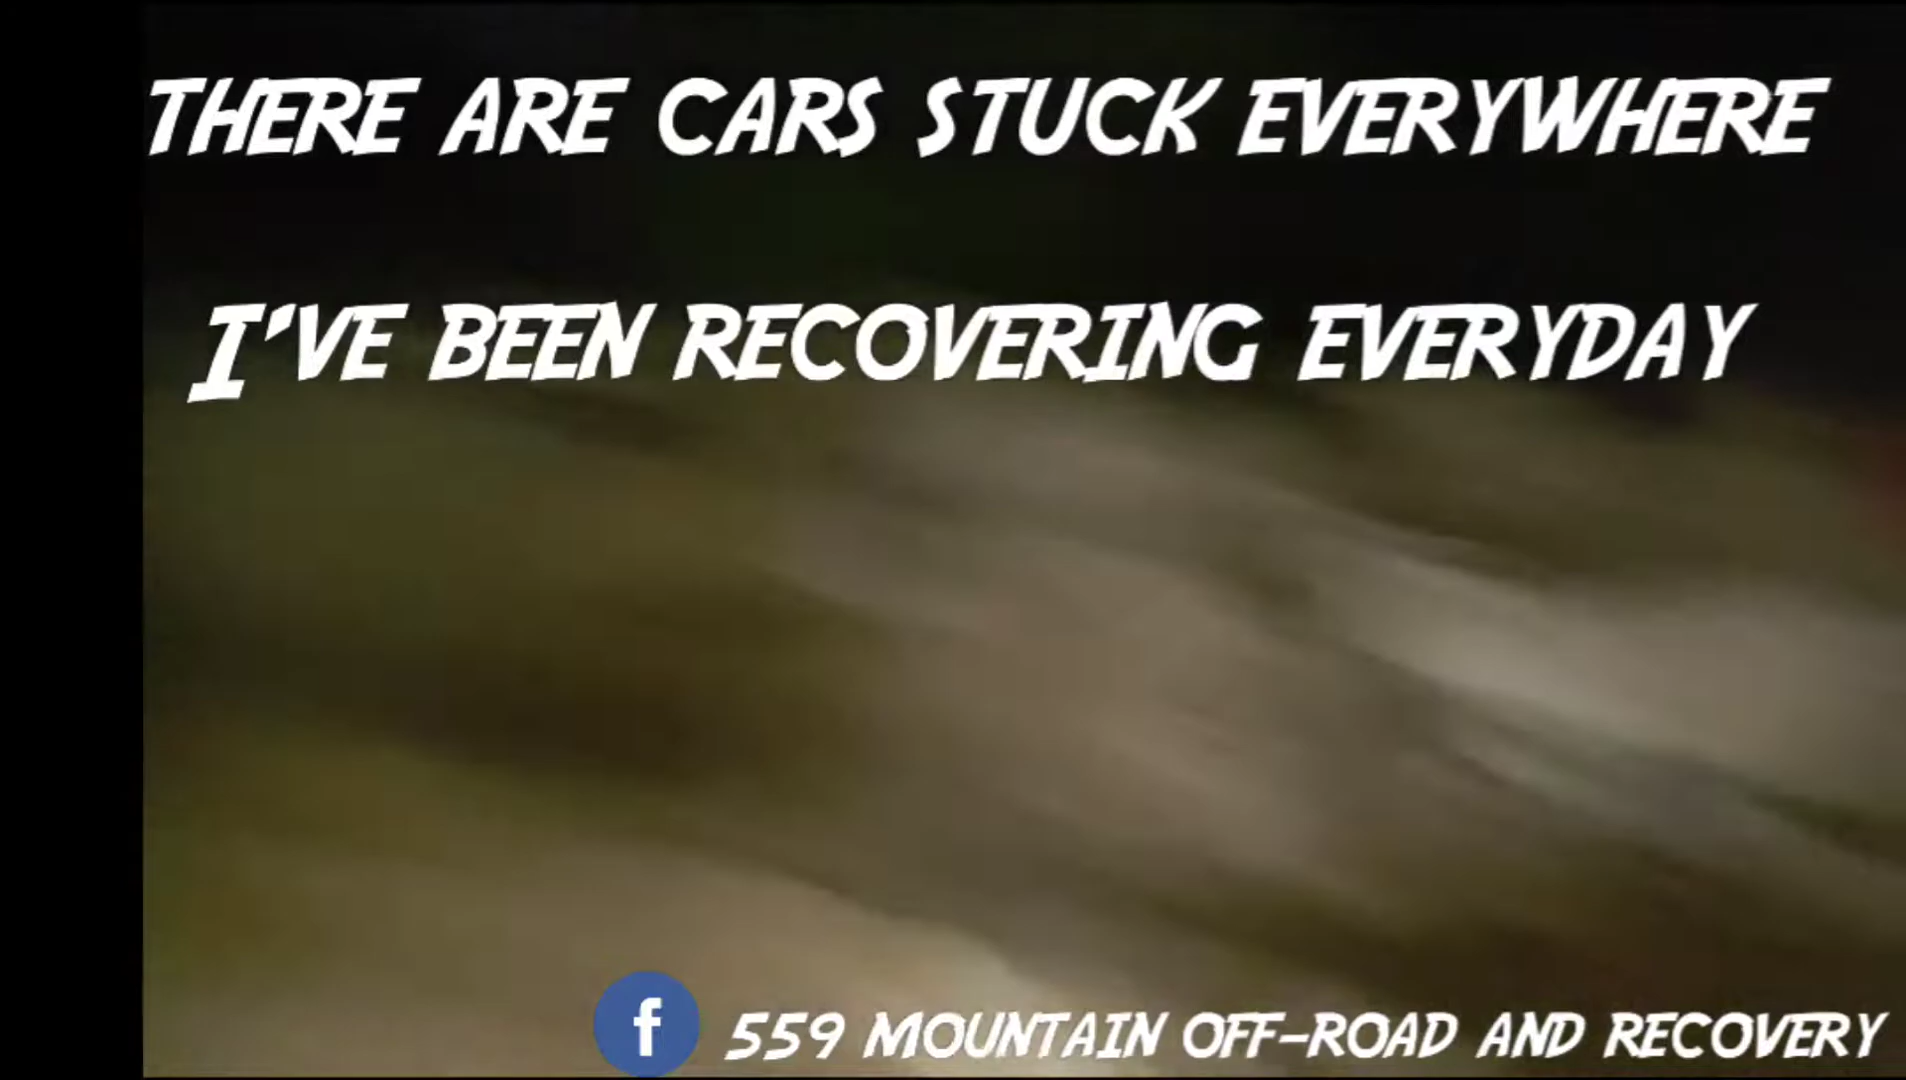 THERE ARE CARS STUCK EVERYWHERE
I'VE BEEN RECOVERING EVERYDAY
f 559 MOUNTAIN OFF-ROAD AND RECOVERY